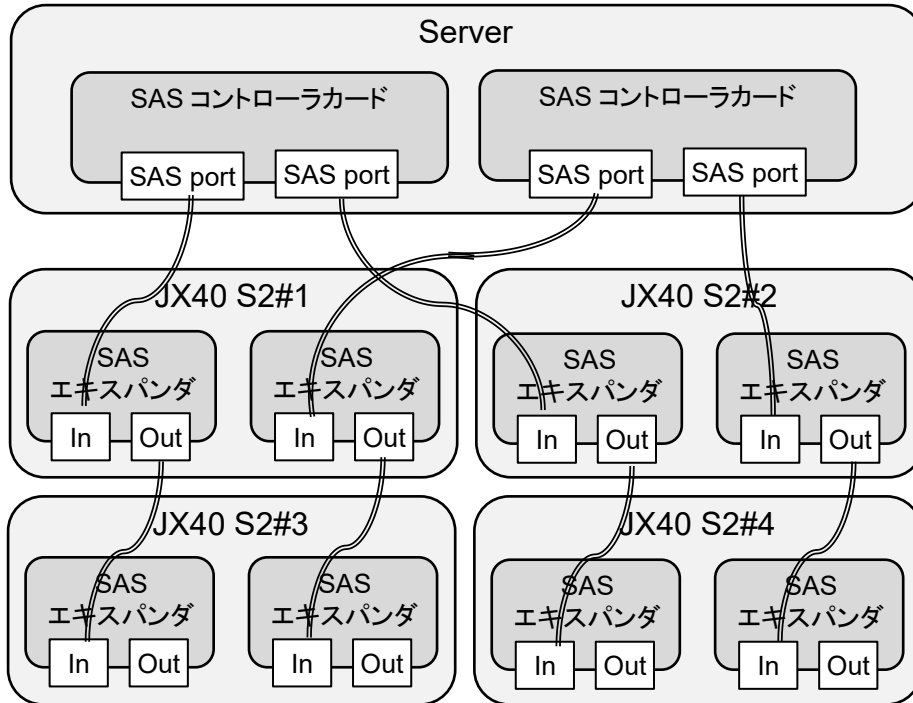 Server
SAS コントローラカード
SAS コントローラカード
SAS port
SAS port
SAS port
SAS port
JX40 S2#1
JX40 S2#2
SAS
エキスパンダ
SAS
エキスパンダ
SAS
エキスパンダ
SAS
エキスパンダ
In
Out
In
Out
In
Out
In
Out
JX40 S2#3
JX40 S2#4
SAS
エキスパンダ
SAS
エキスパンダ
SAS
エキスパンダ
SAS
エキスパンダ
In
Out
In
Out
In
Out
In
Out